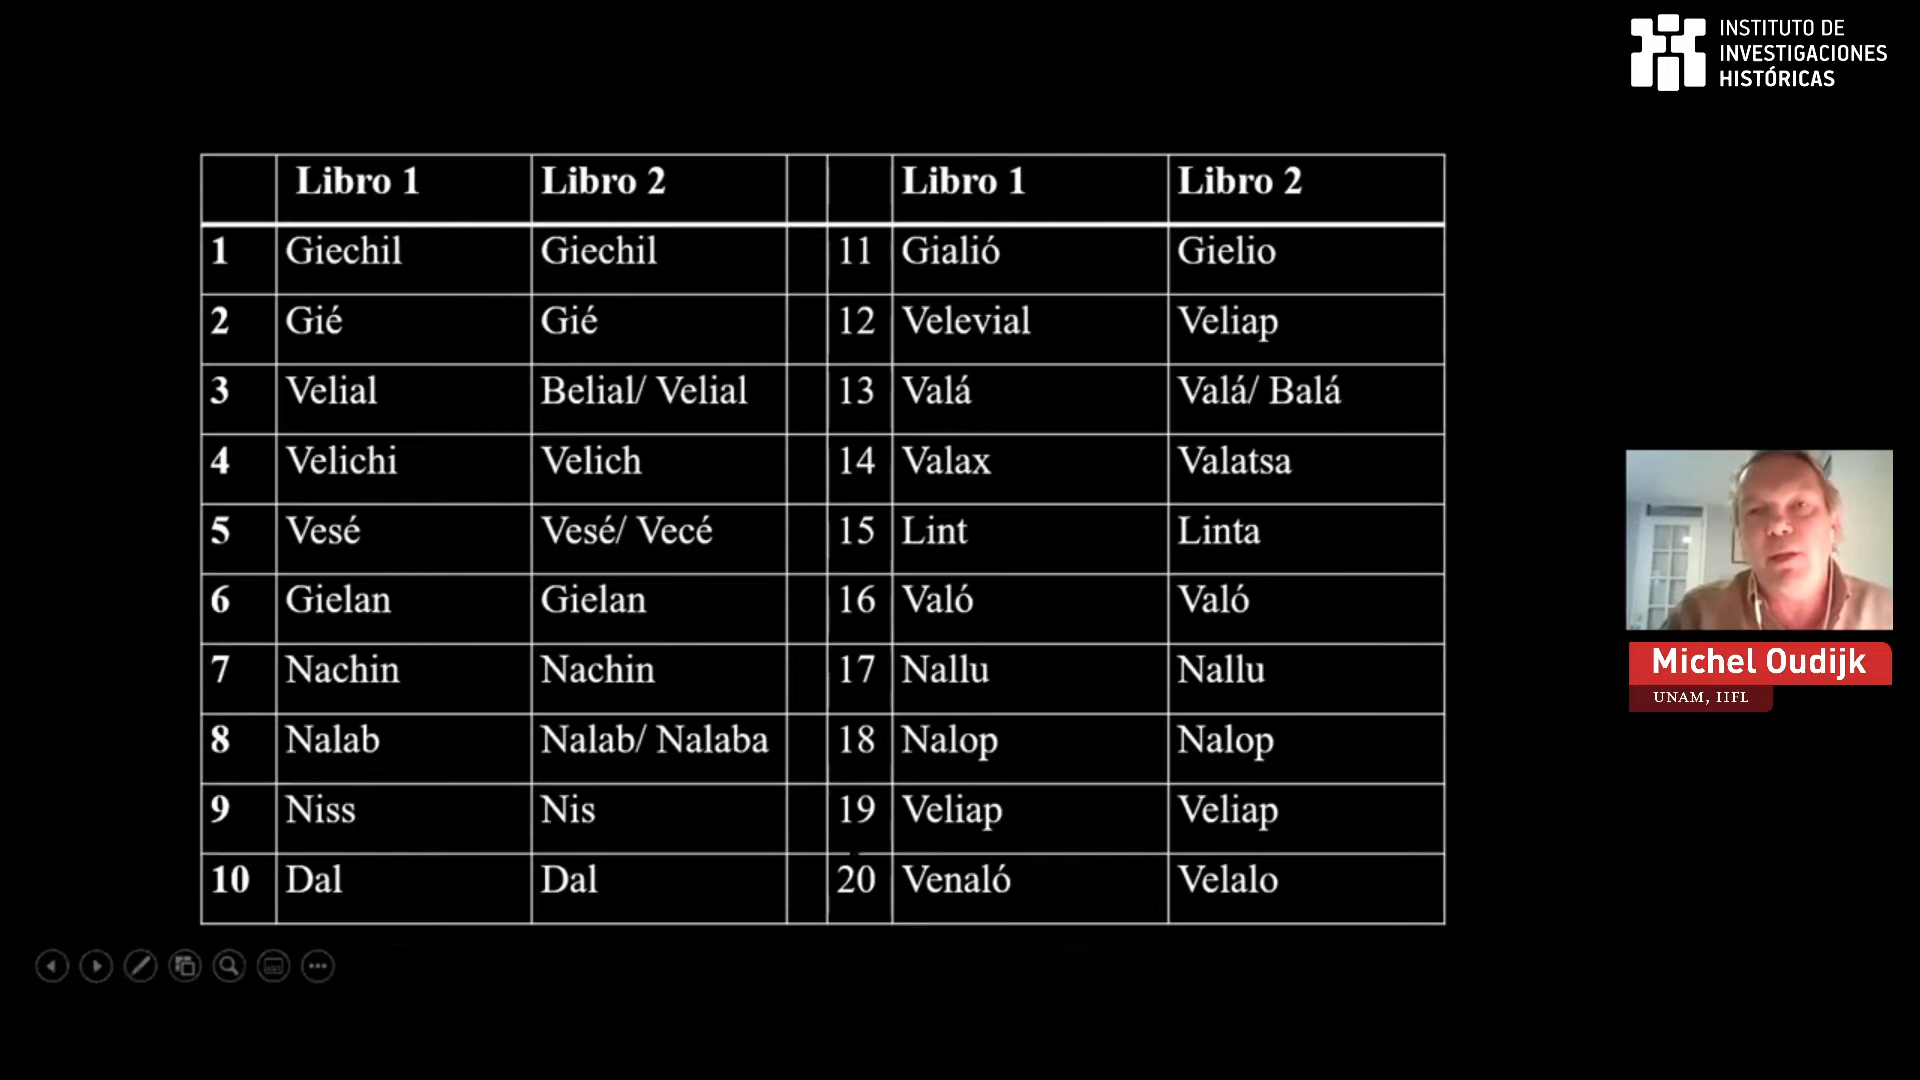 INSTITUTO DE
INVESTIGACIONES
HISTÓRICAS
Libro 1 Libro 2 Libro 1 Libro 2
1 Giechil Giechil 11 Gialió Gielio
2 Gié Gié 12 Velevial Veliap
3 Velial Belial/ Velial 13 Valá Valá/ Balá
4 Velichi Velich 14 Valax Valatsa
5 Vesé Vesé/ Vecé 15 Lint Linta
6 Gielan Gielan 16 Való Való
7 Nachin Nachin 17 Nallu Nallu
8 Nalab Nalab/ Nalaba 18 Nalop Nalop
9 Niss Nis 19 Veliap Veliap
10 Dal Dal 20 Venaló Velalo
Michel Oudijk
UNAM, IIFL